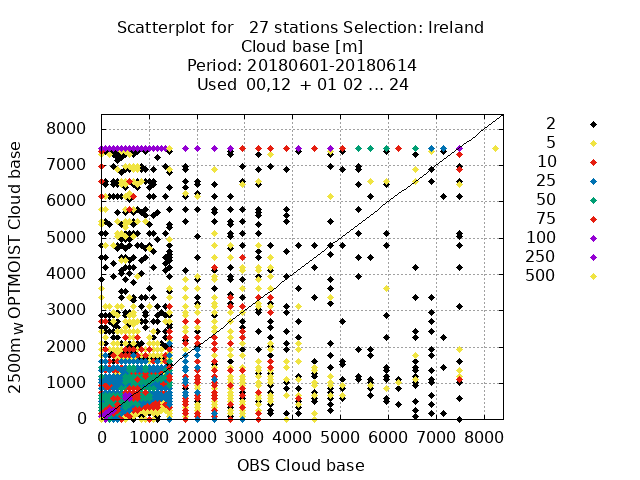 Scatterplot for 27 stations Selection: Ireland
Cloud base [m]
Period: 20180601-20180614
Used 00,12 + 01 02 ... 24
2500m_W OPTMOIST Cloud base
8000
7000
6000
5000
4000
3000
2000
1000
0
0 1000 2000 3000 4000 5000 6000 7000 8000
OBS Cloud base
2
5
10
25
50
75
100
250
500